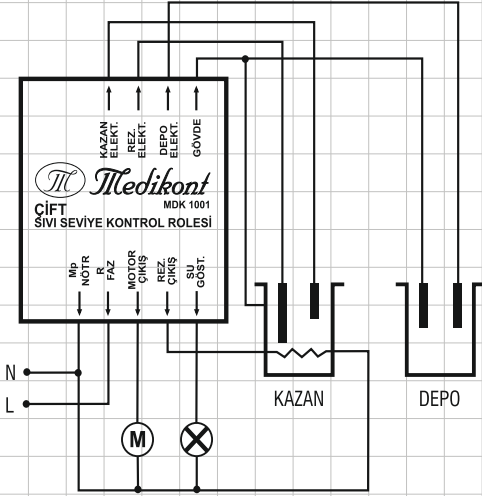 KAZAN
ELEKT.
REZ.
ELEKT.
DEPO
ELEKT.
GÖVDE
M Medikont
MDK 1001
ÇİFT
SIVI SEVİYE KONTROL ROLESİ
Mp
NÖTR
R
FAZ
MOTOR
ÇIKIŞ
REZ.
ÇIKIŞ
SU
GÖST.
N
L
M
KAZAN
DEPO